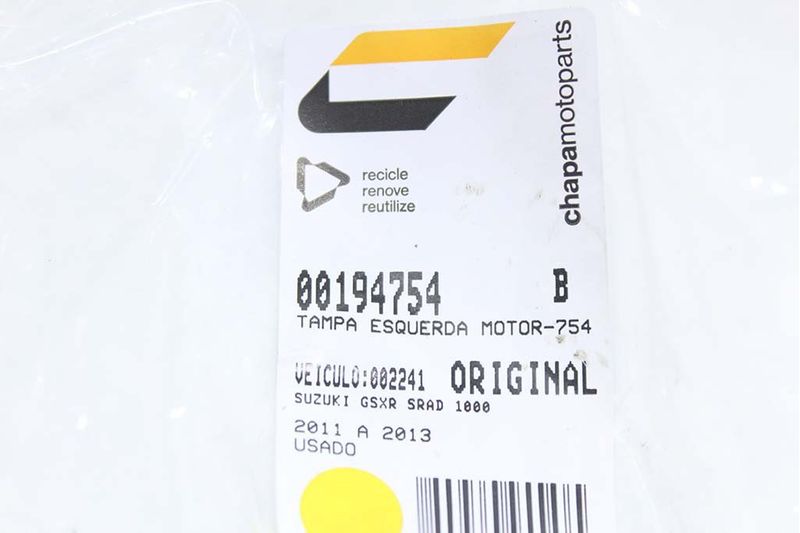 chapamotoparts
recicle
renove
reutilize
00194754 B
TAMPA ESQUERDA MOTOR-754
VEICULO:002241 ORIGINAL
SUZUKI GSXR SRAD 1000
2011 A 2013
USADO